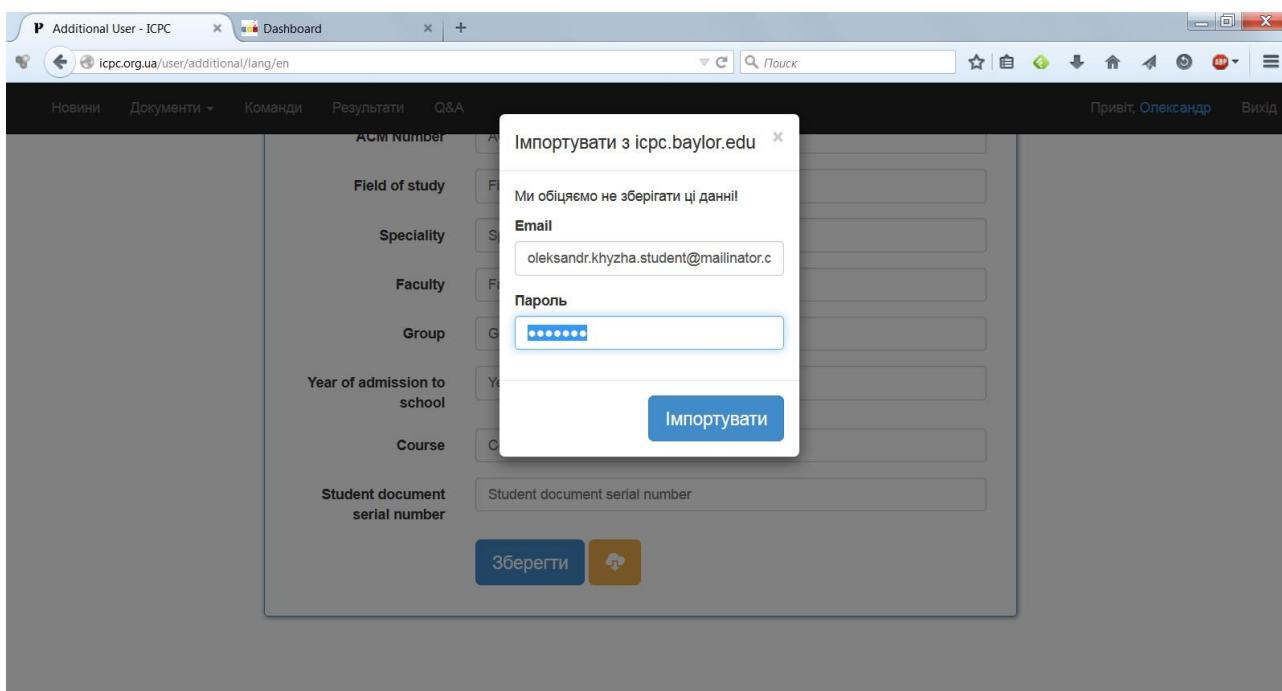 Additional User - ICPC
Dashboard
icpc.org.ua/user/additional/lang/en
Поиск
Новини Документи Команди Результати Q&A Привіт, Олександр Вихід
ACM Number
Імпортувати з icpc.baylor.edu
Ми обіцяємо не зберігати ці данні!
Email
oleksandr.khyzha.student@mailinator.c
Пароль
Імпортувати
Field of study
Speciality
Faculty
Group
Year of admission to
school
Course
Student document
serial number
Student document serial number
Зберегти